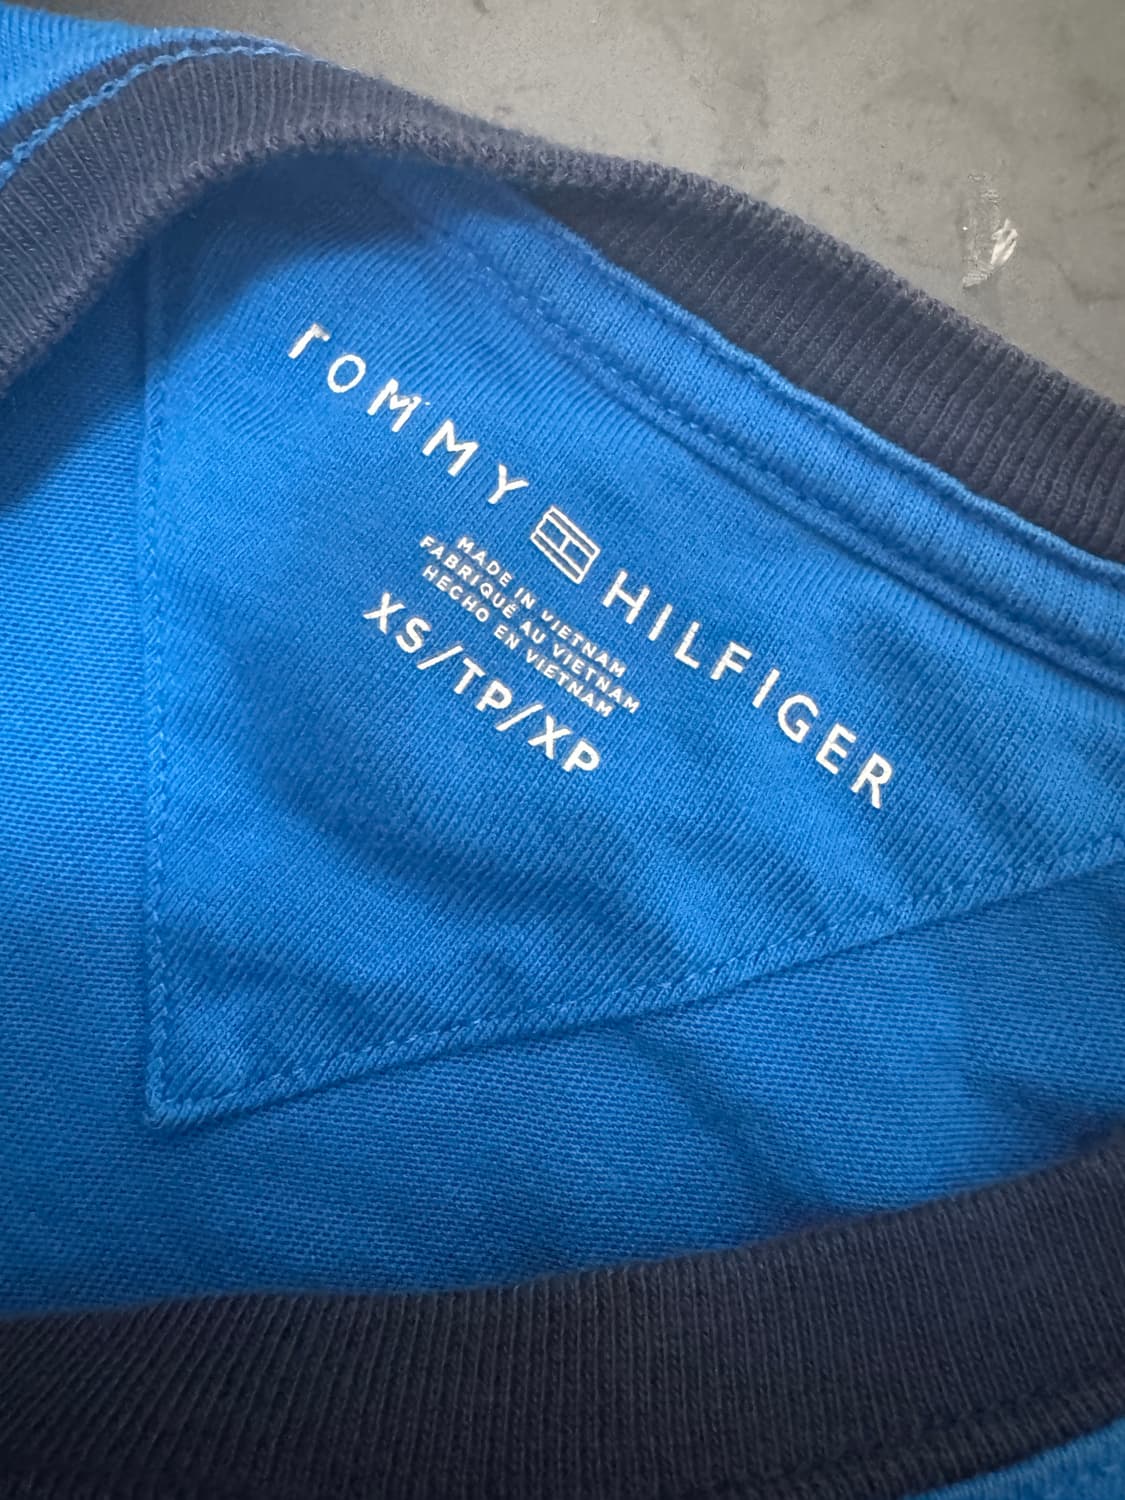 TOMMY HILFIGER
MADE IN VIETNAM
FABRIQUÉ AU VIETNAM
HECHO EN VIETNAM
XS/TP/XP